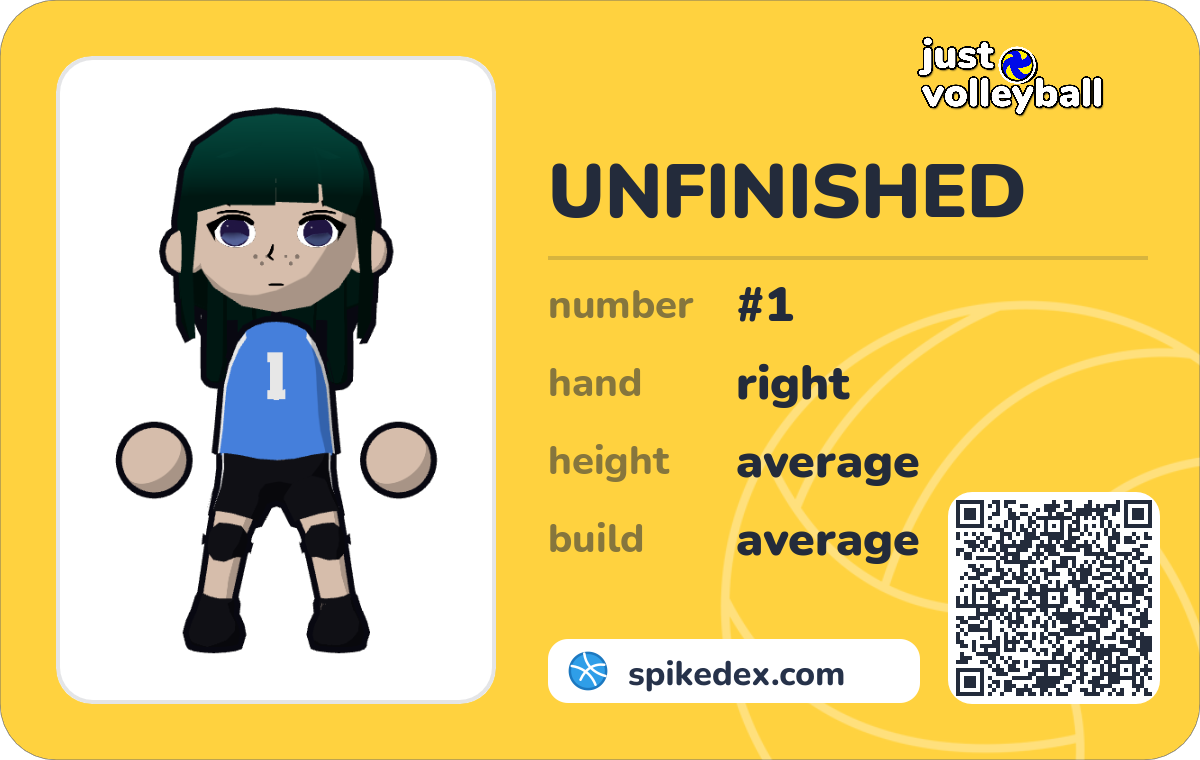 just
volleyball
UNFINISHED
number #1
hand right
height average
build average
1
spikedex.com